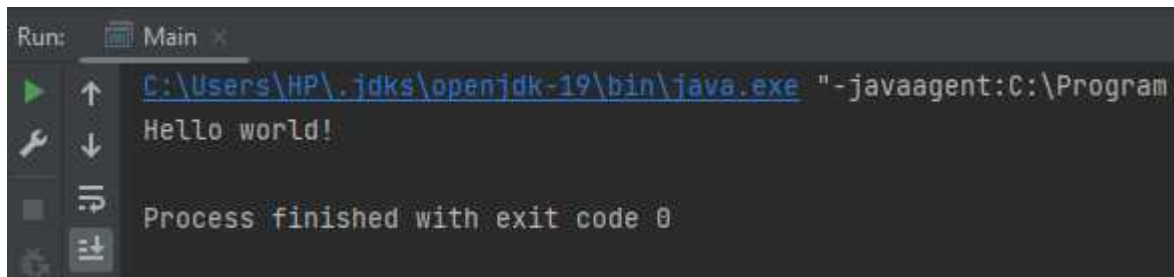 Run: Main
C:\Users\HP\.jdks\openjdk-19\bin\java.exe "-javaagent:C:\Program
Hello world!
Process finished with exit code 0